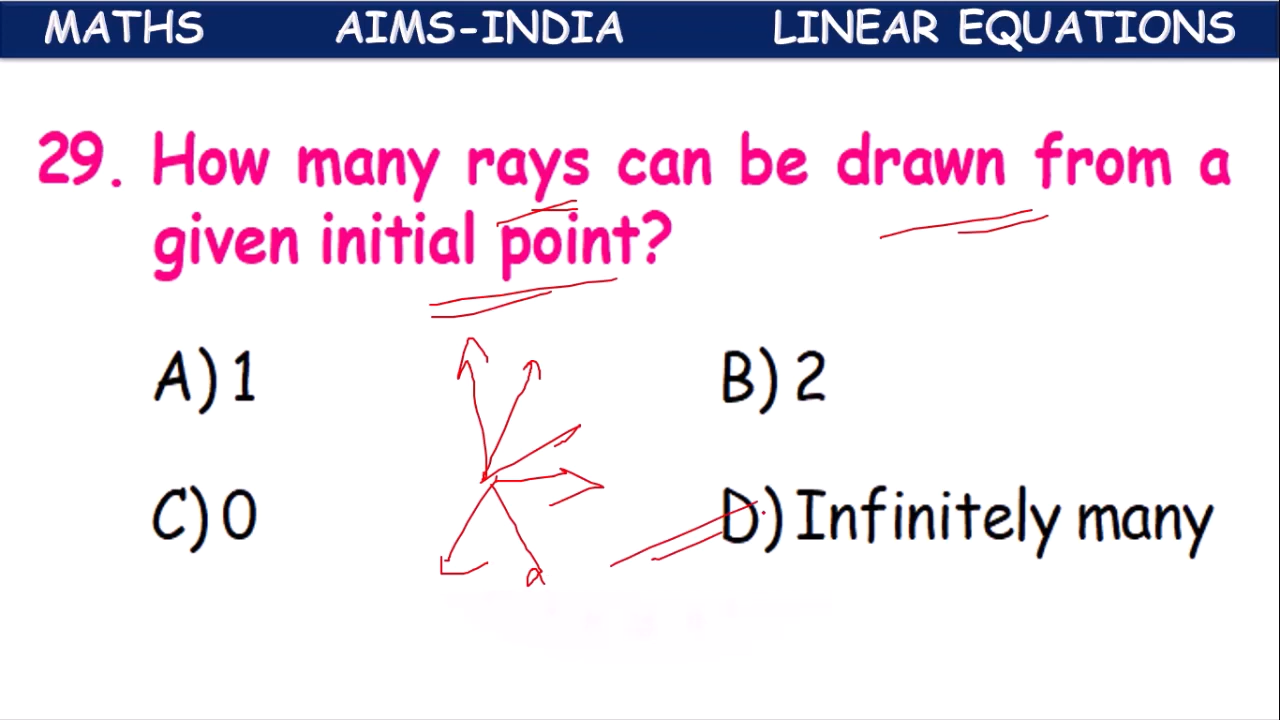 MATHS AIMS-INDIA LINEAR EQUATIONS
29. How many rays can be drawn from a
given initial point?
A) 1 B) 2
C) 0 D) Infinitely many